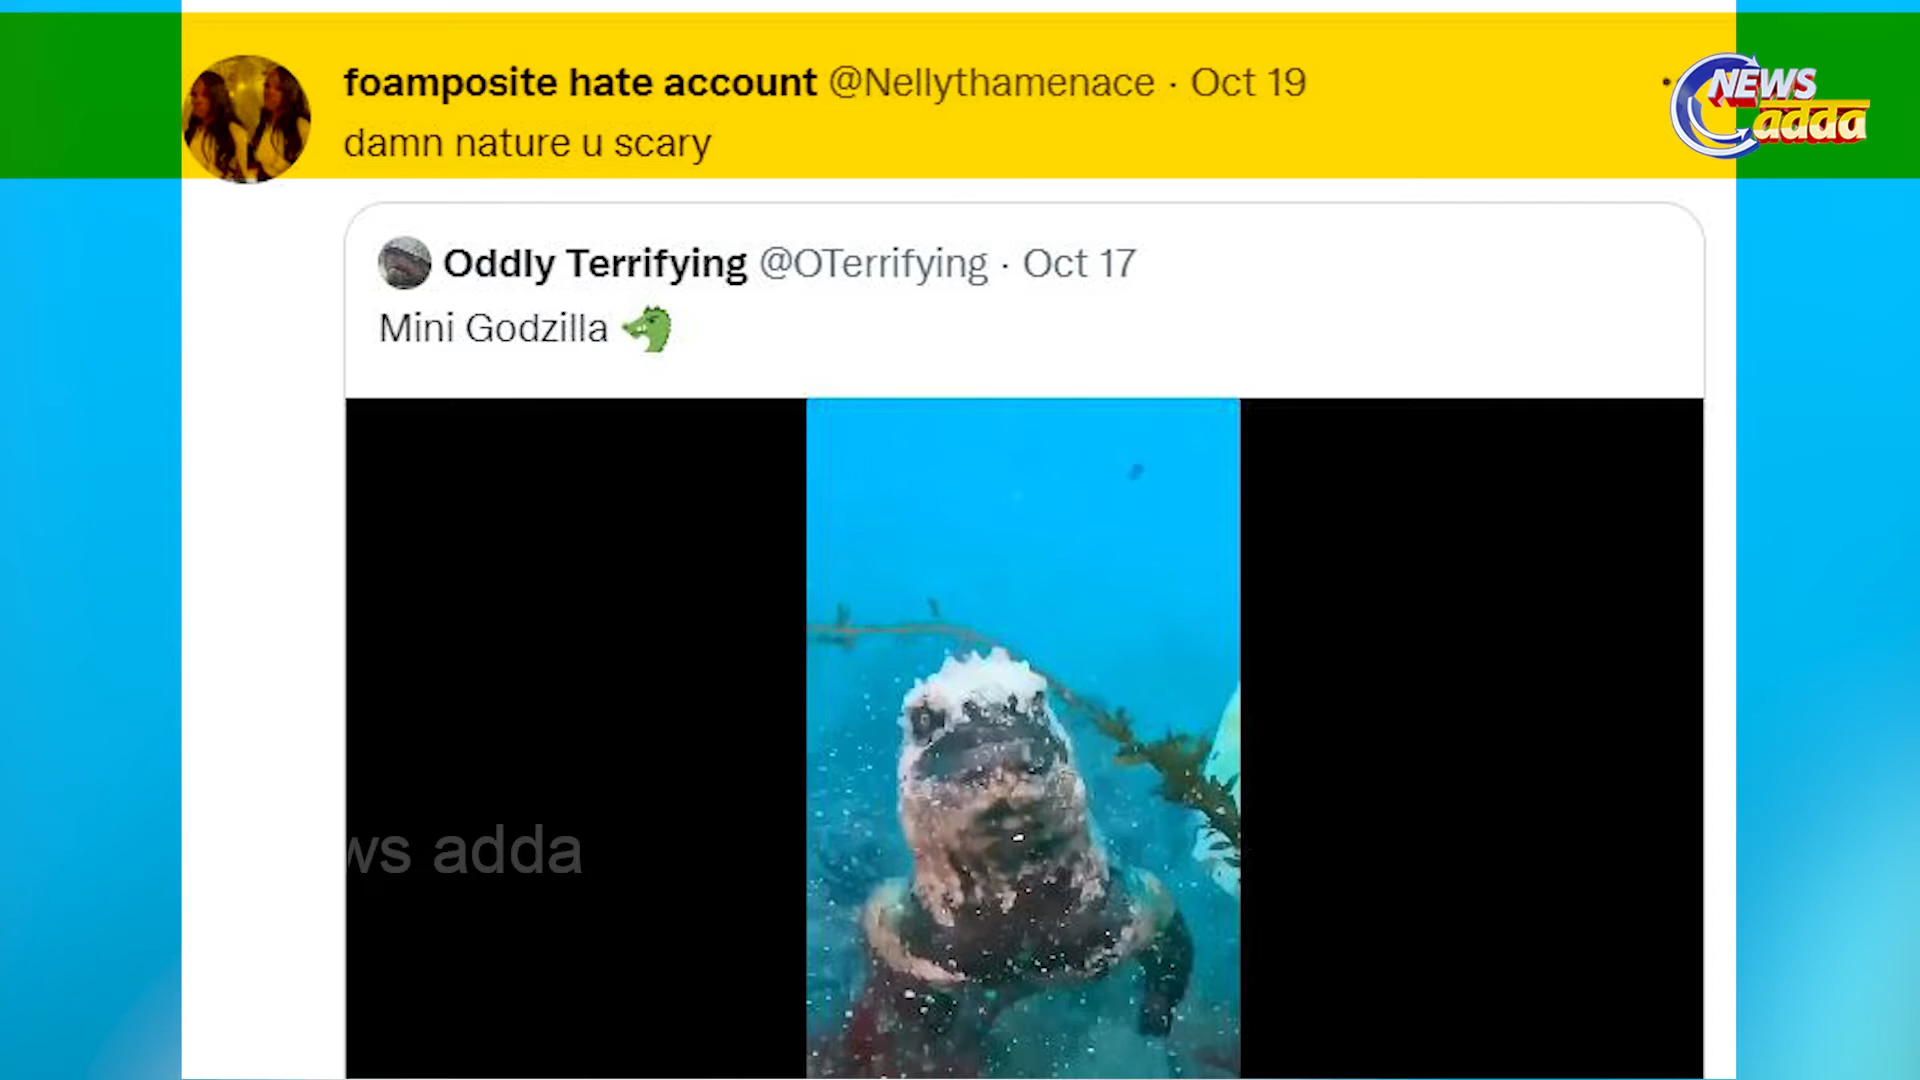 foamposite hate account @Nellythamenace · Oct 19
damn nature u scary
NEWS
adda
Oddly Terrifying @OTerrifying · Oct 17
Mini Godzilla
ws adda